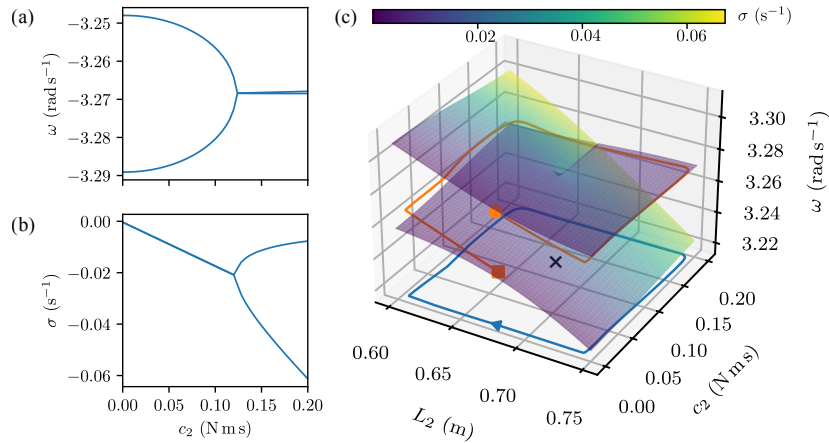 (a)
ω (rad s⁻¹)
−3.25
−3.26
−3.27
−3.28
−3.29
(b)
σ (s⁻¹)
0.00
−0.02
−0.04
−0.06
0.00 0.05 0.10 0.15 0.20
c₂ (N m s)
(c)
σ (s⁻¹)
0.02 0.04 0.06
3.30
3.28
3.26
3.24
3.22
ω (rad s⁻¹)
0.60
0.65
0.70
0.75
L₂ (m)
0.00
0.05
0.10
0.15
0.20
c₂ (N m s)